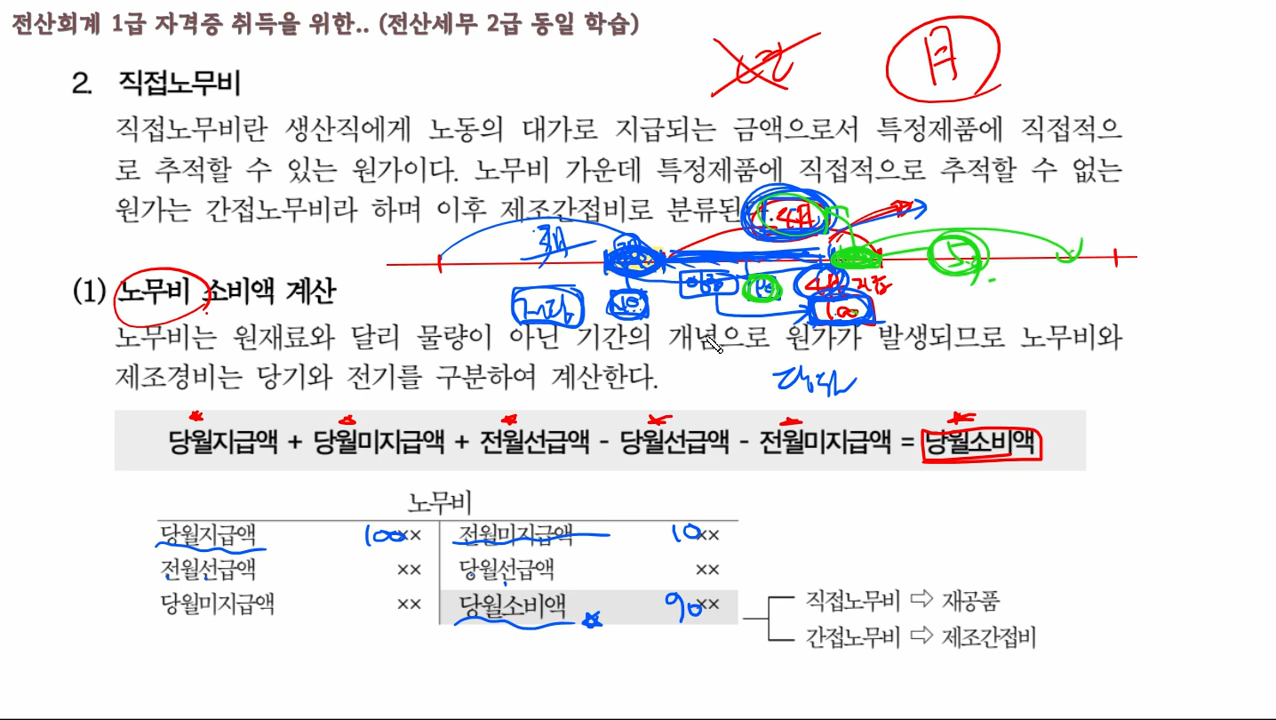 전산회계 1급 자격증 취득을 위한.. (전산세무 2급 동일 학습)
月
2. 직접노무비
직접노무비란 생산직에게 노동의 대가로 지급되는 금액으로서 특정제품에 직접적으
로 추적할 수 있는 원가이다. 노무비 가운데 특정제품에 직접적으로 추적할 수 없는
원가는 간접노무비라 하며 이후 제조간접비로 분류된
4月
3月
5
(1) 노무비 소비액 계산
10
4月
100
노무비는 원재료와 달리 물량이 아닌 기간의 개념으로 원가가 발생되므로 노무비와
제조경비는 당기와 전기를 구분하여 계산한다.
당월지급액 + 당월미지급액 + 전월선급액 - 당월선급액 - 전월미지급액 = 당월소비액
노무비
당월지급액 100 ×× 전월미지급액 10 ××
전월선급액 ×× 당월선급액 ××
당월미지급액 ×× 당월소비액 90 ××
직접노무비 ⇨ 재공품
간접노무비 ⇨ 제조간접비